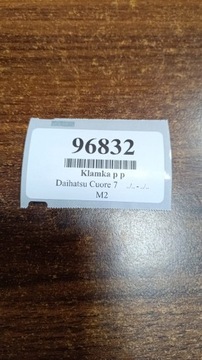 96832
Klamka p p
Daihatsu Cuore 7 ./. - ./.
M2